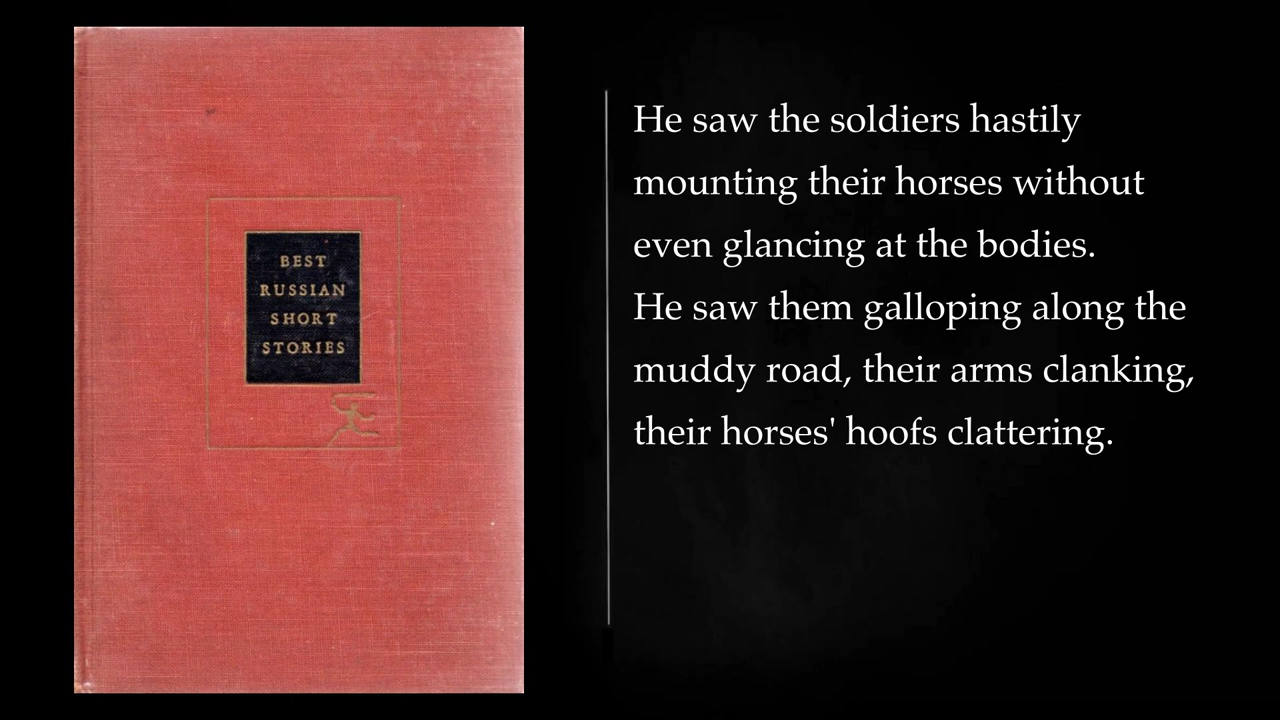 BEST
RUSSIAN
SHORT
STORIES
He saw the soldiers hastily
mounting their horses without
even glancing at the bodies.
He saw them galloping along the
muddy road, their arms clanking,
their horses' hoofs clattering.